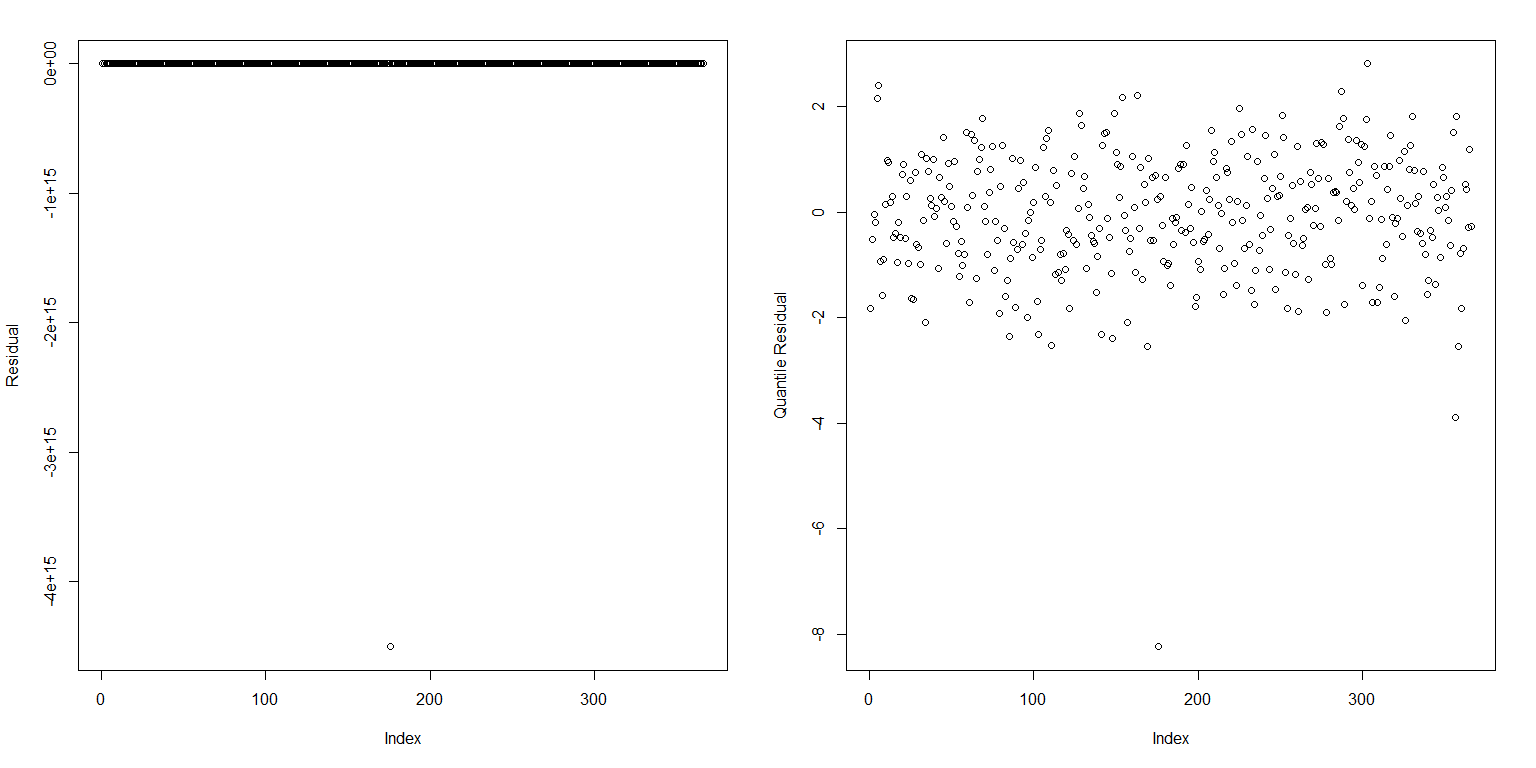 0e+00
-1e+15
-2e+15
-3e+15
-4e+15
Residual
0
100
200
300
Index
2
0
-2
-4
-6
-8
Quantile Residual
0
100
200
300
Index